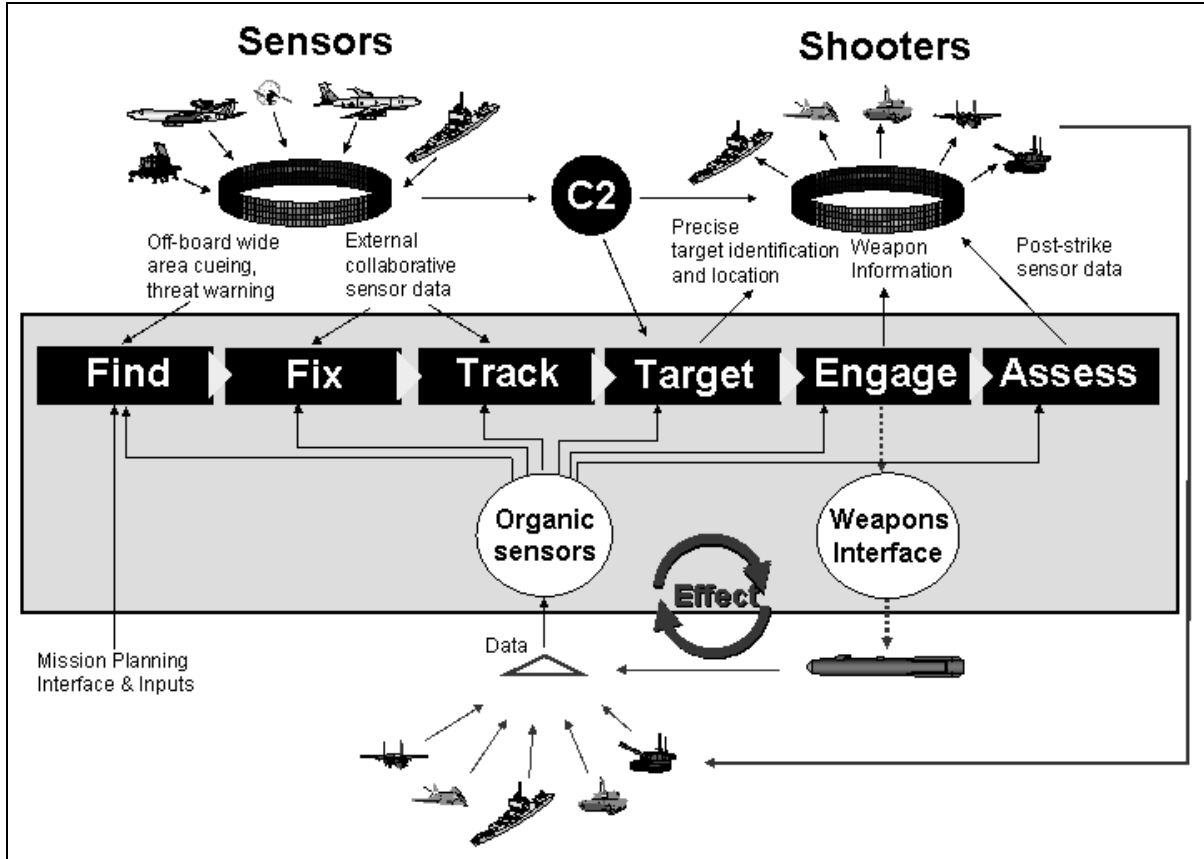 Sensors
Shooters
C2
Off-board wide
area cueing,
threat warning
External
collaborative
sensor data
Precise
target identification
and location
Weapon
Information
Post-strike
sensor data
Find
Fix
Track
Target
Engage
Assess
Organic
sensors
Weapons
Interface
Effect
Data
Mission Planning
Interface & Inputs